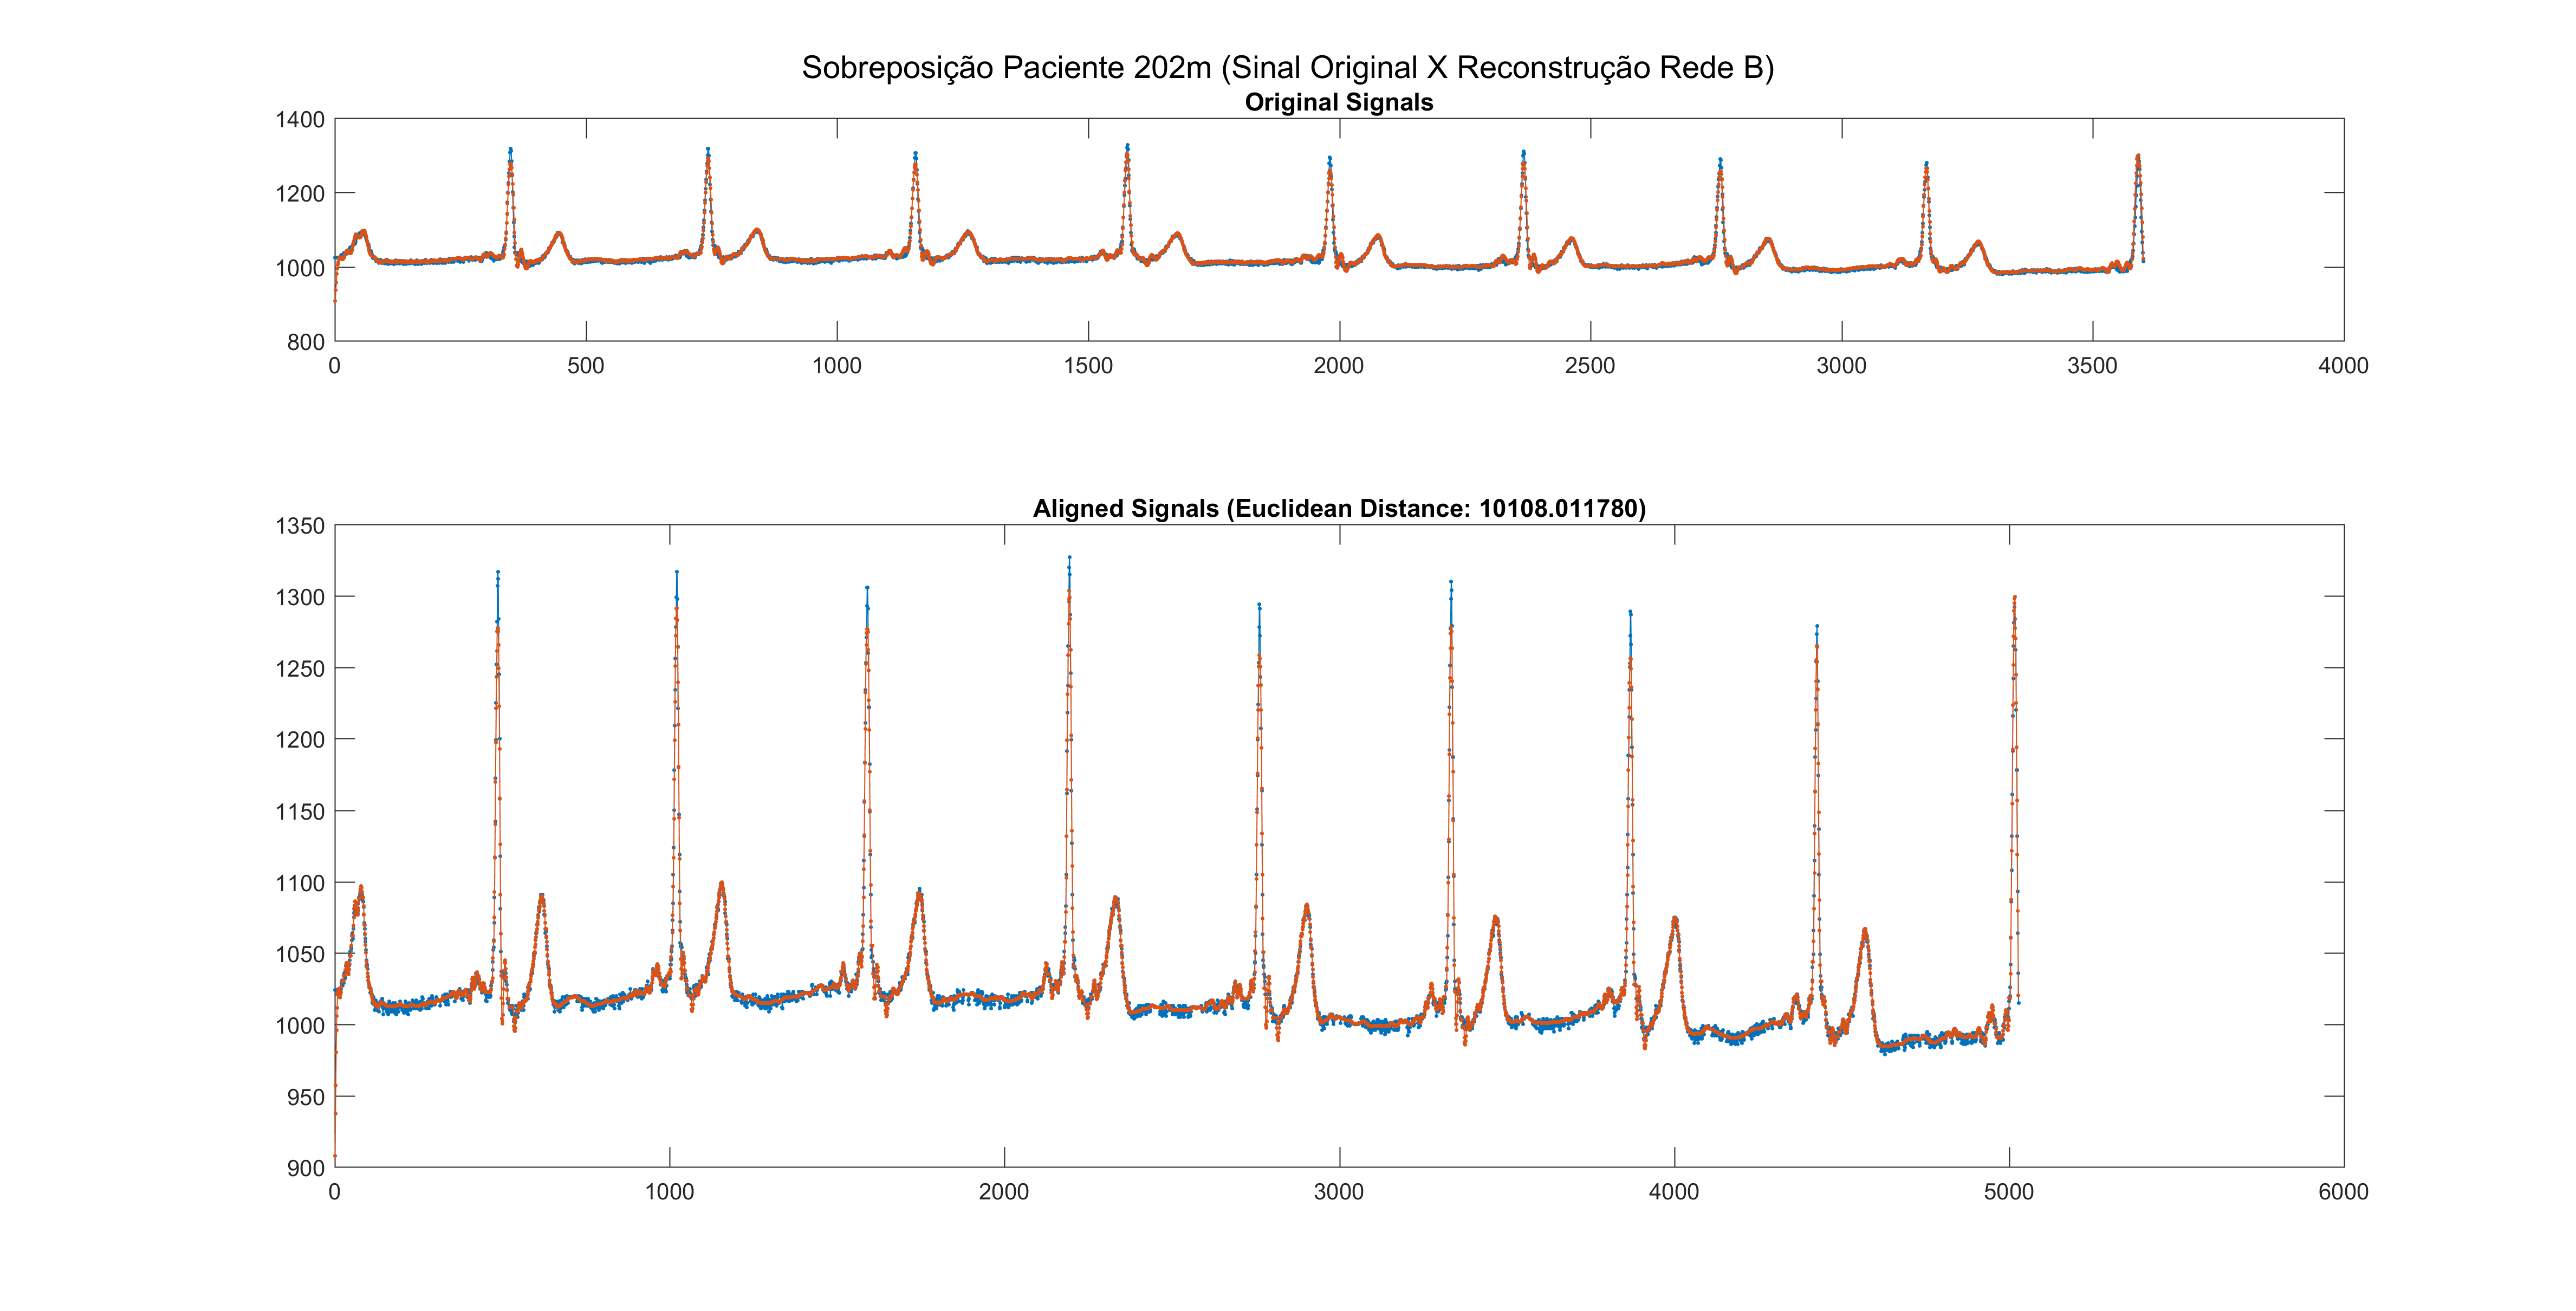 Sobreposição Paciente 202m (Sinal Original X Reconstrução Rede B)
Original Signals
1400
1200
1000
800
0 500 1000 1500 2000 2500 3000 3500 4000
Aligned Signals (Euclidean Distance: 10108.011780)
1350
1300
1250
1200
1150
1100
1050
1000
950
900
0 1000 2000 3000 4000 5000 6000